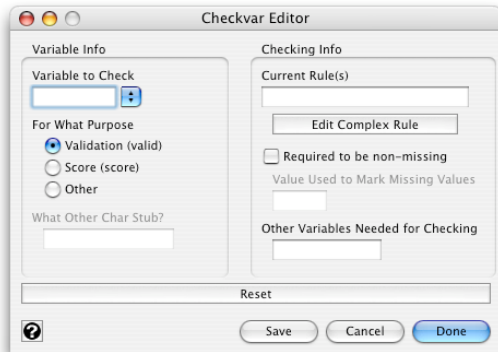 Checkvar Editor
Variable Info
Variable to Check
For What Purpose
Validation (valid)
Score (score)
Other
What Other Char Stub?
Checking Info
Current Rule(s)
Edit Complex Rule
Required to be non-missing
Value Used to Mark Missing Values
Other Variables Needed for Checking
Reset
?
Save
Cancel
Done